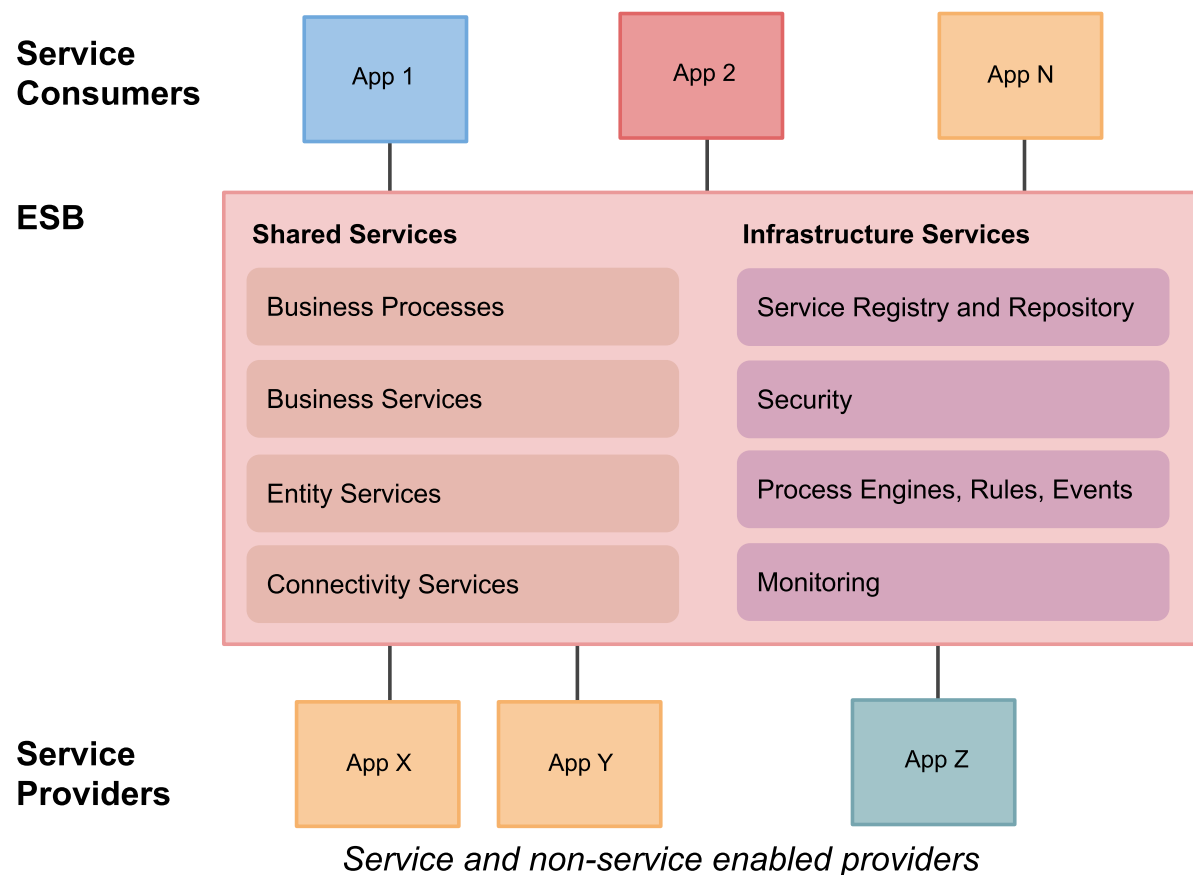 Service
Consumers
App 1
App 2
App N
ESB
Shared Services
Infrastructure Services
Business Processes
Service Registry and Repository
Business Services
Security
Entity Services
Process Engines, Rules, Events
Connectivity Services
Monitoring
Service
Providers
App X
App Y
App Z
Service and non-service enabled providers